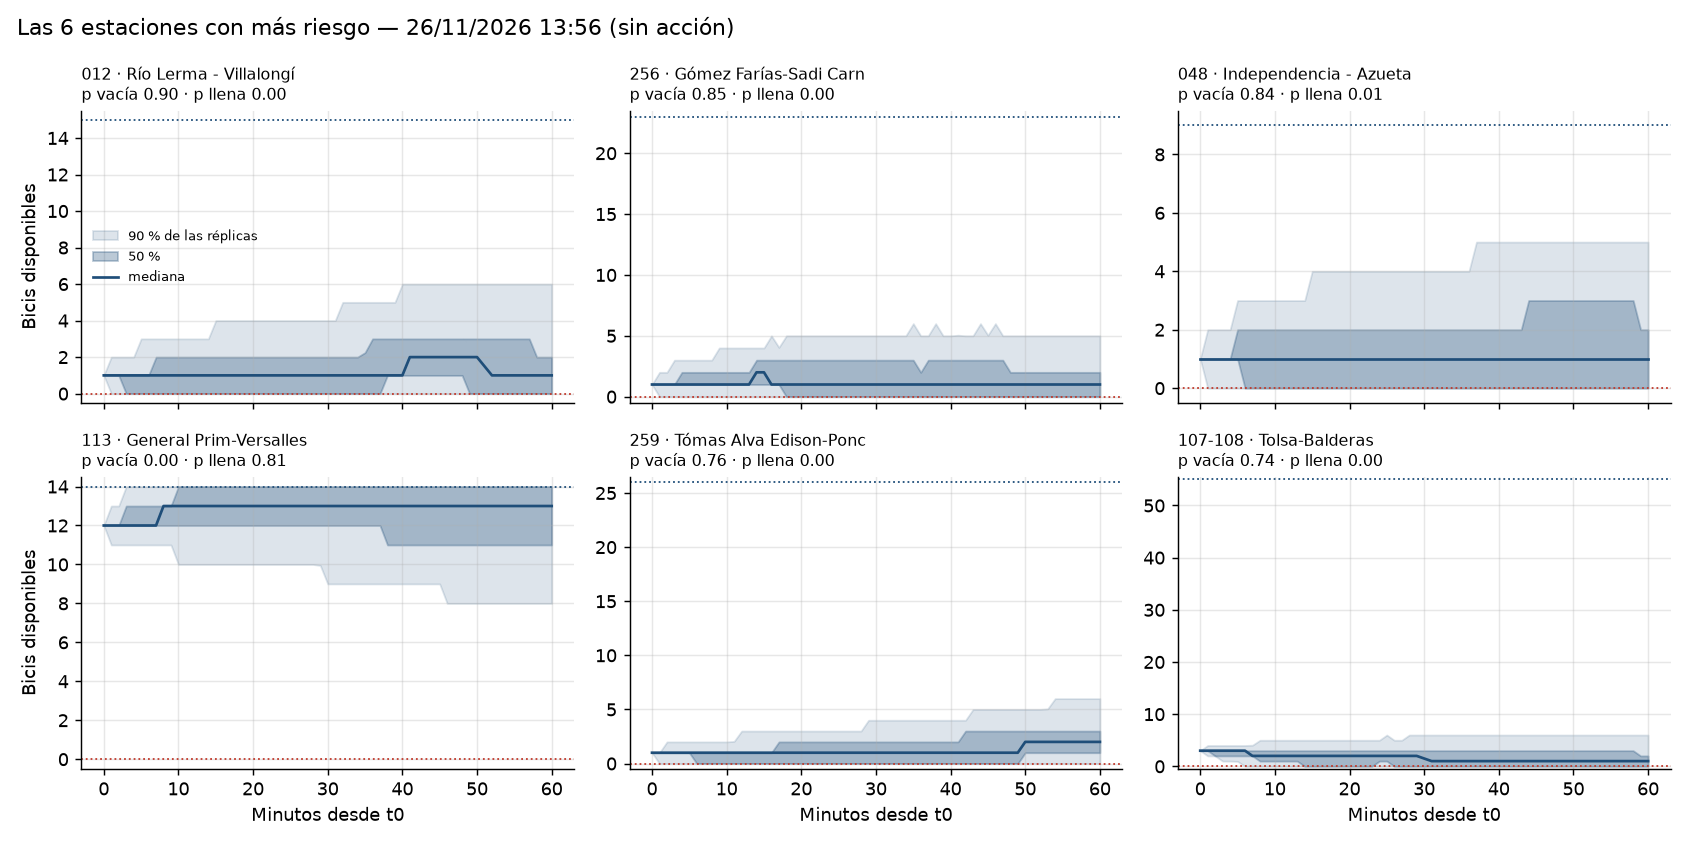 Las 6 estaciones con más riesgo — 26/11/2026 13:56 (sin acción)
012 · Río Lerma - Villalongí
p vacía 0.90 · p llena 0.00
14
12
10
8
6
4
2
0
Bicis disponibles
90 % de las réplicas
50 %
mediana
256 · Gómez Farías-Sadi Carn
p vacía 0.85 · p llena 0.00
20
15
10
5
0
048 · Independencia - Azueta
p vacía 0.84 · p llena 0.01
8
6
4
2
0
113 · General Prim-Versalles
p vacía 0.00 · p llena 0.81
14
12
10
8
6
4
2
0
Bicis disponibles
0 10 20 30 40 50 60
Minutos desde t0
259 · Tómas Alva Edison-Ponc
p vacía 0.76 · p llena 0.00
25
20
15
10
5
0
0 10 20 30 40 50 60
Minutos desde t0
107-108 · Tolsa-Balderas
p vacía 0.74 · p llena 0.00
50
40
30
20
10
0
0 10 20 30 40 50 60
Minutos desde t0